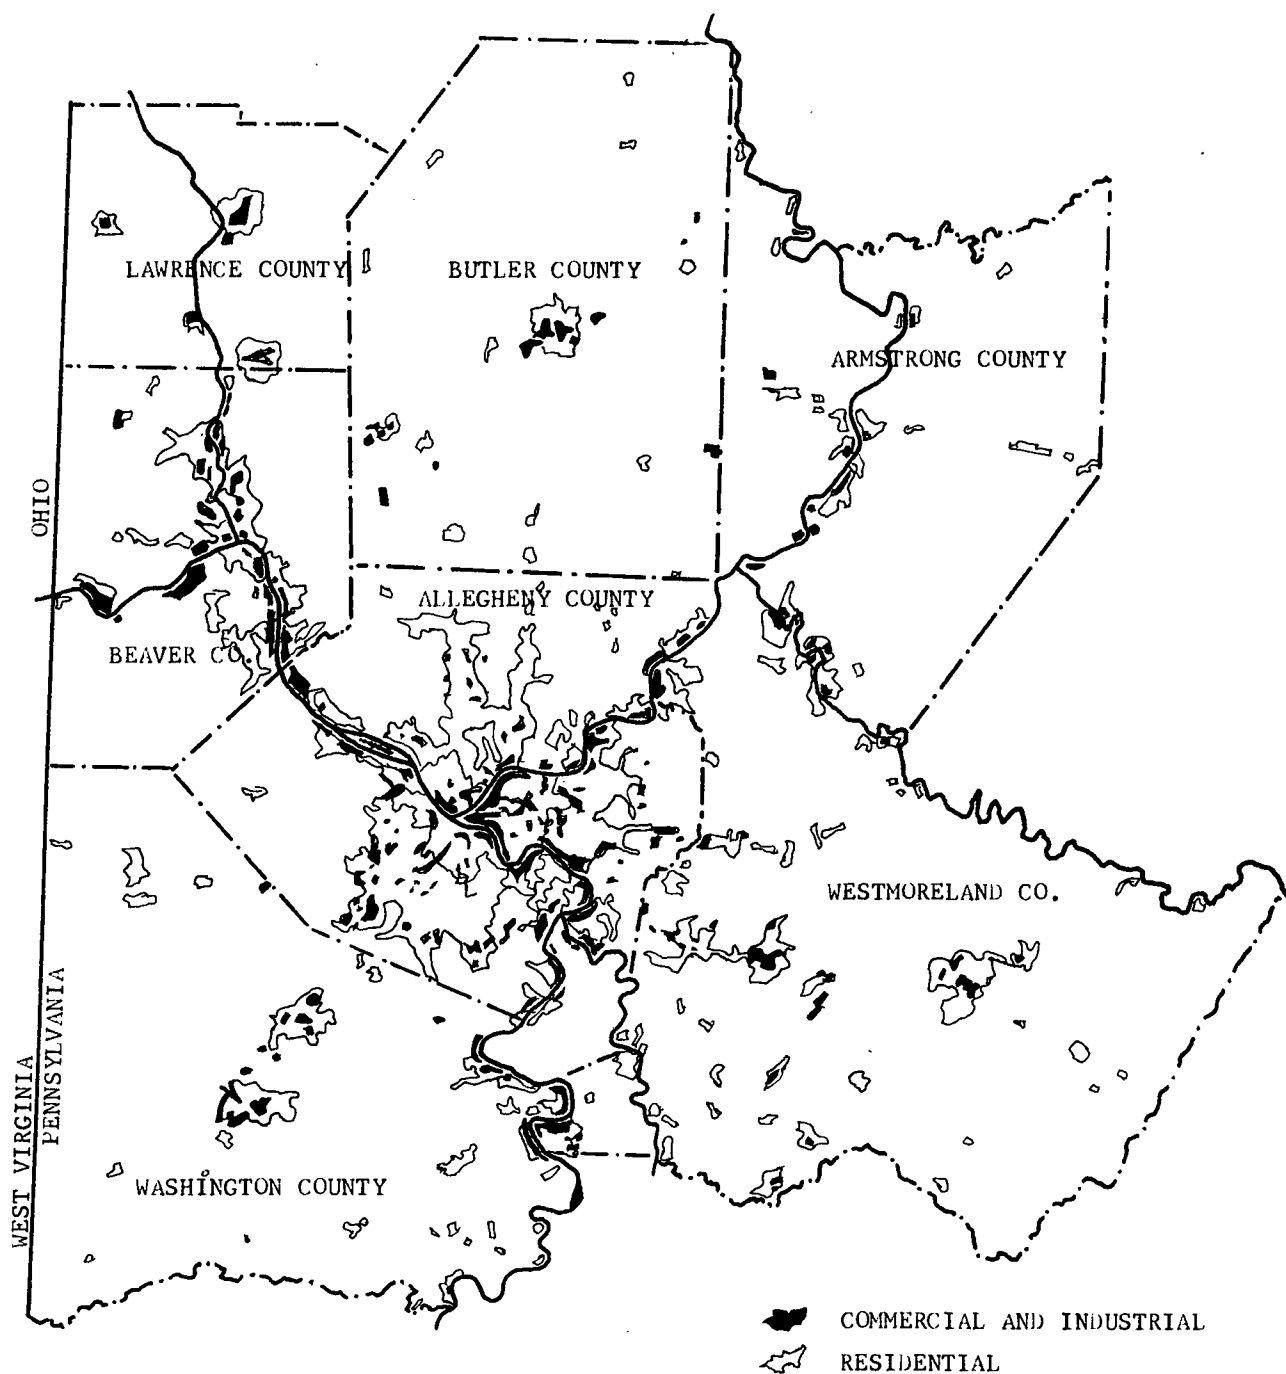 LAWRENCE COUNTY
BUTLER COUNTY
ARMSTRONG COUNTY
OHIO
ALLEGHENY COUNTY
BEAVER CO.
WESTMORELAND CO.
WEST VIRGINIA
PENNSYLVANIA
WASHINGTON COUNTY
COMMERCIAL AND INDUSTRIAL
RESIDENTIAL